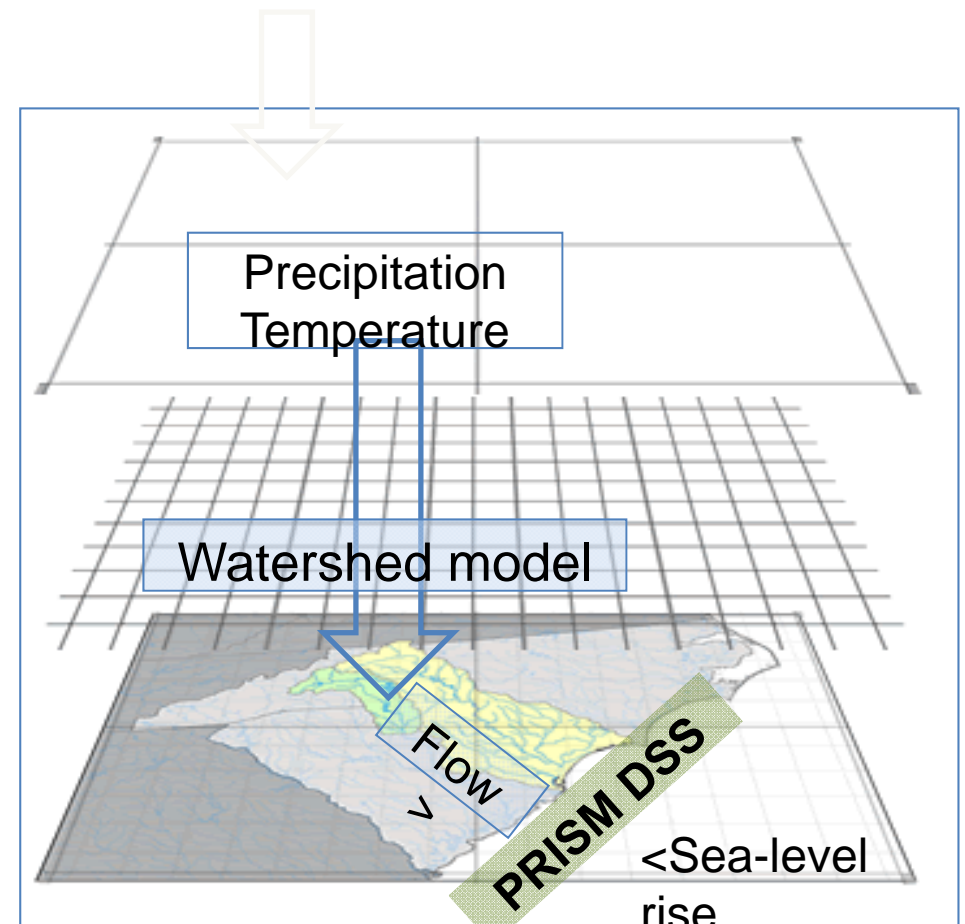 Precipitation
Temperature
Watershed model
Flow
>
PRISM DSS
<Sea-level
rise